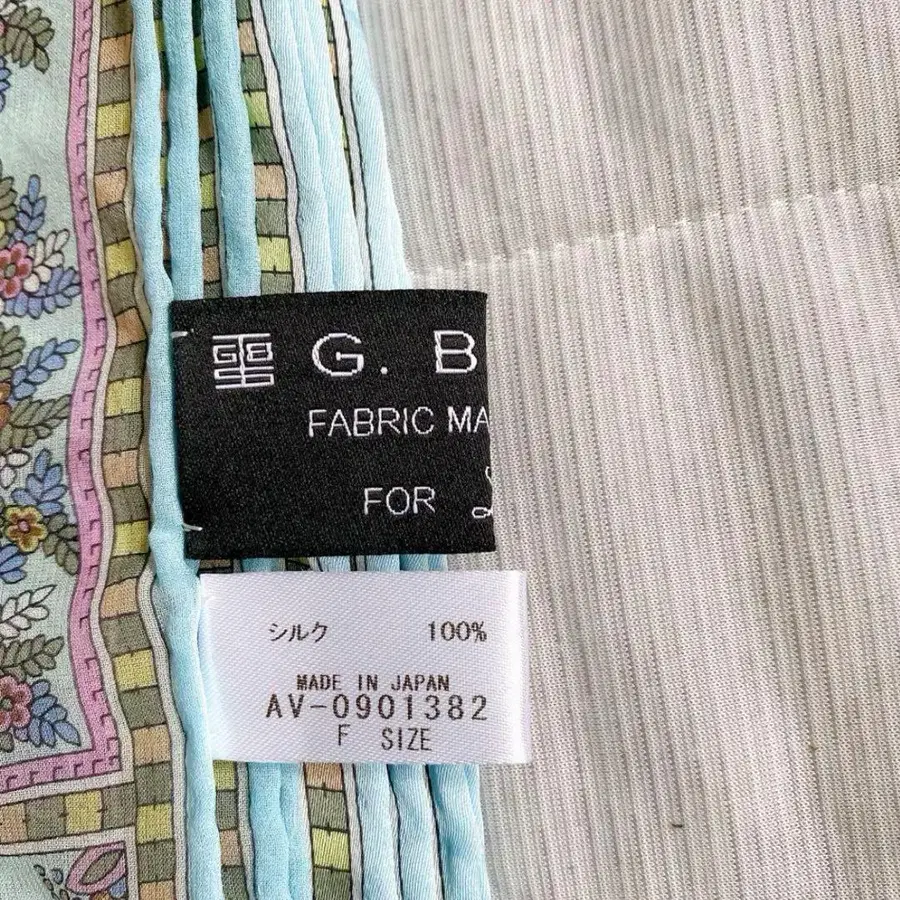 G. B
FABRIC MA
FOR
シルク 100%
MADE IN JAPAN
AV-0901382
F SIZE